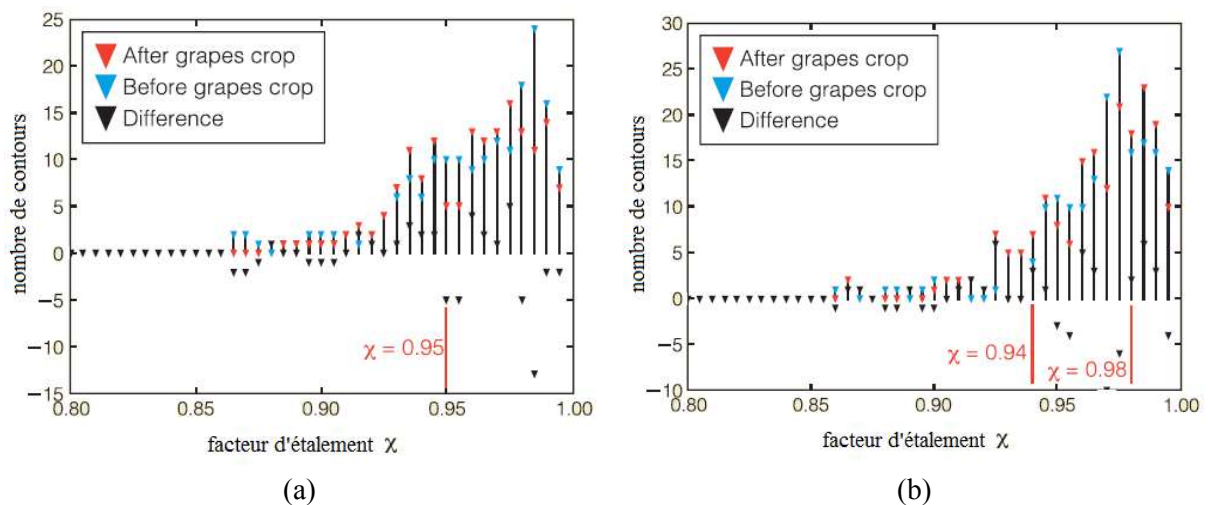 25
20
15
10
5
0
−5
−10
−15
0.80
0.85
0.90
0.95
1.00
nombre de contours
After grapes crop
Before grapes crop
Difference
χ = 0.95
facteur d'étalement χ
(a)
30
25
20
15
10
5
0
−5
−10
0.80
0.85
0.90
0.95
1.00
nombre de contours
After grapes crop
Before grapes crop
Difference
χ = 0.94
χ = 0.98
facteur d'étalement χ
(b)